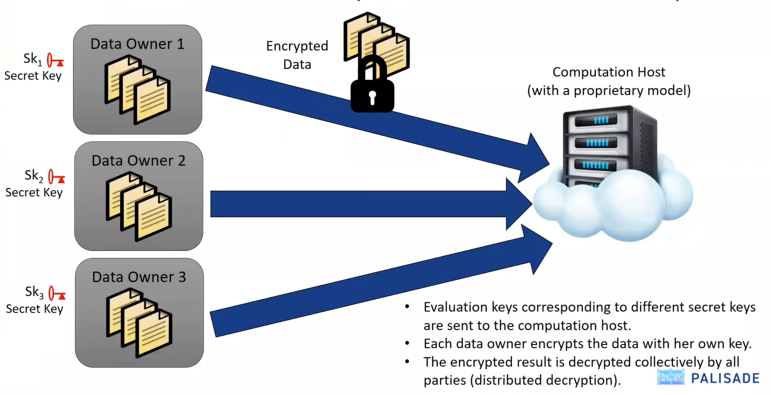 Encrypted
Data
Computation Host
(with a proprietary model)
Data Owner 1
Sk₁
Secret Key
Data Owner 2
Sk₂
Secret Key
Data Owner 3
Sk₃
Secret Key
• Evaluation keys corresponding to different secret keys
are sent to the computation host.
• Each data owner encrypts the data with her own key.
• The encrypted result is decrypted collectively by all
parties (distributed decryption).
PALISADE